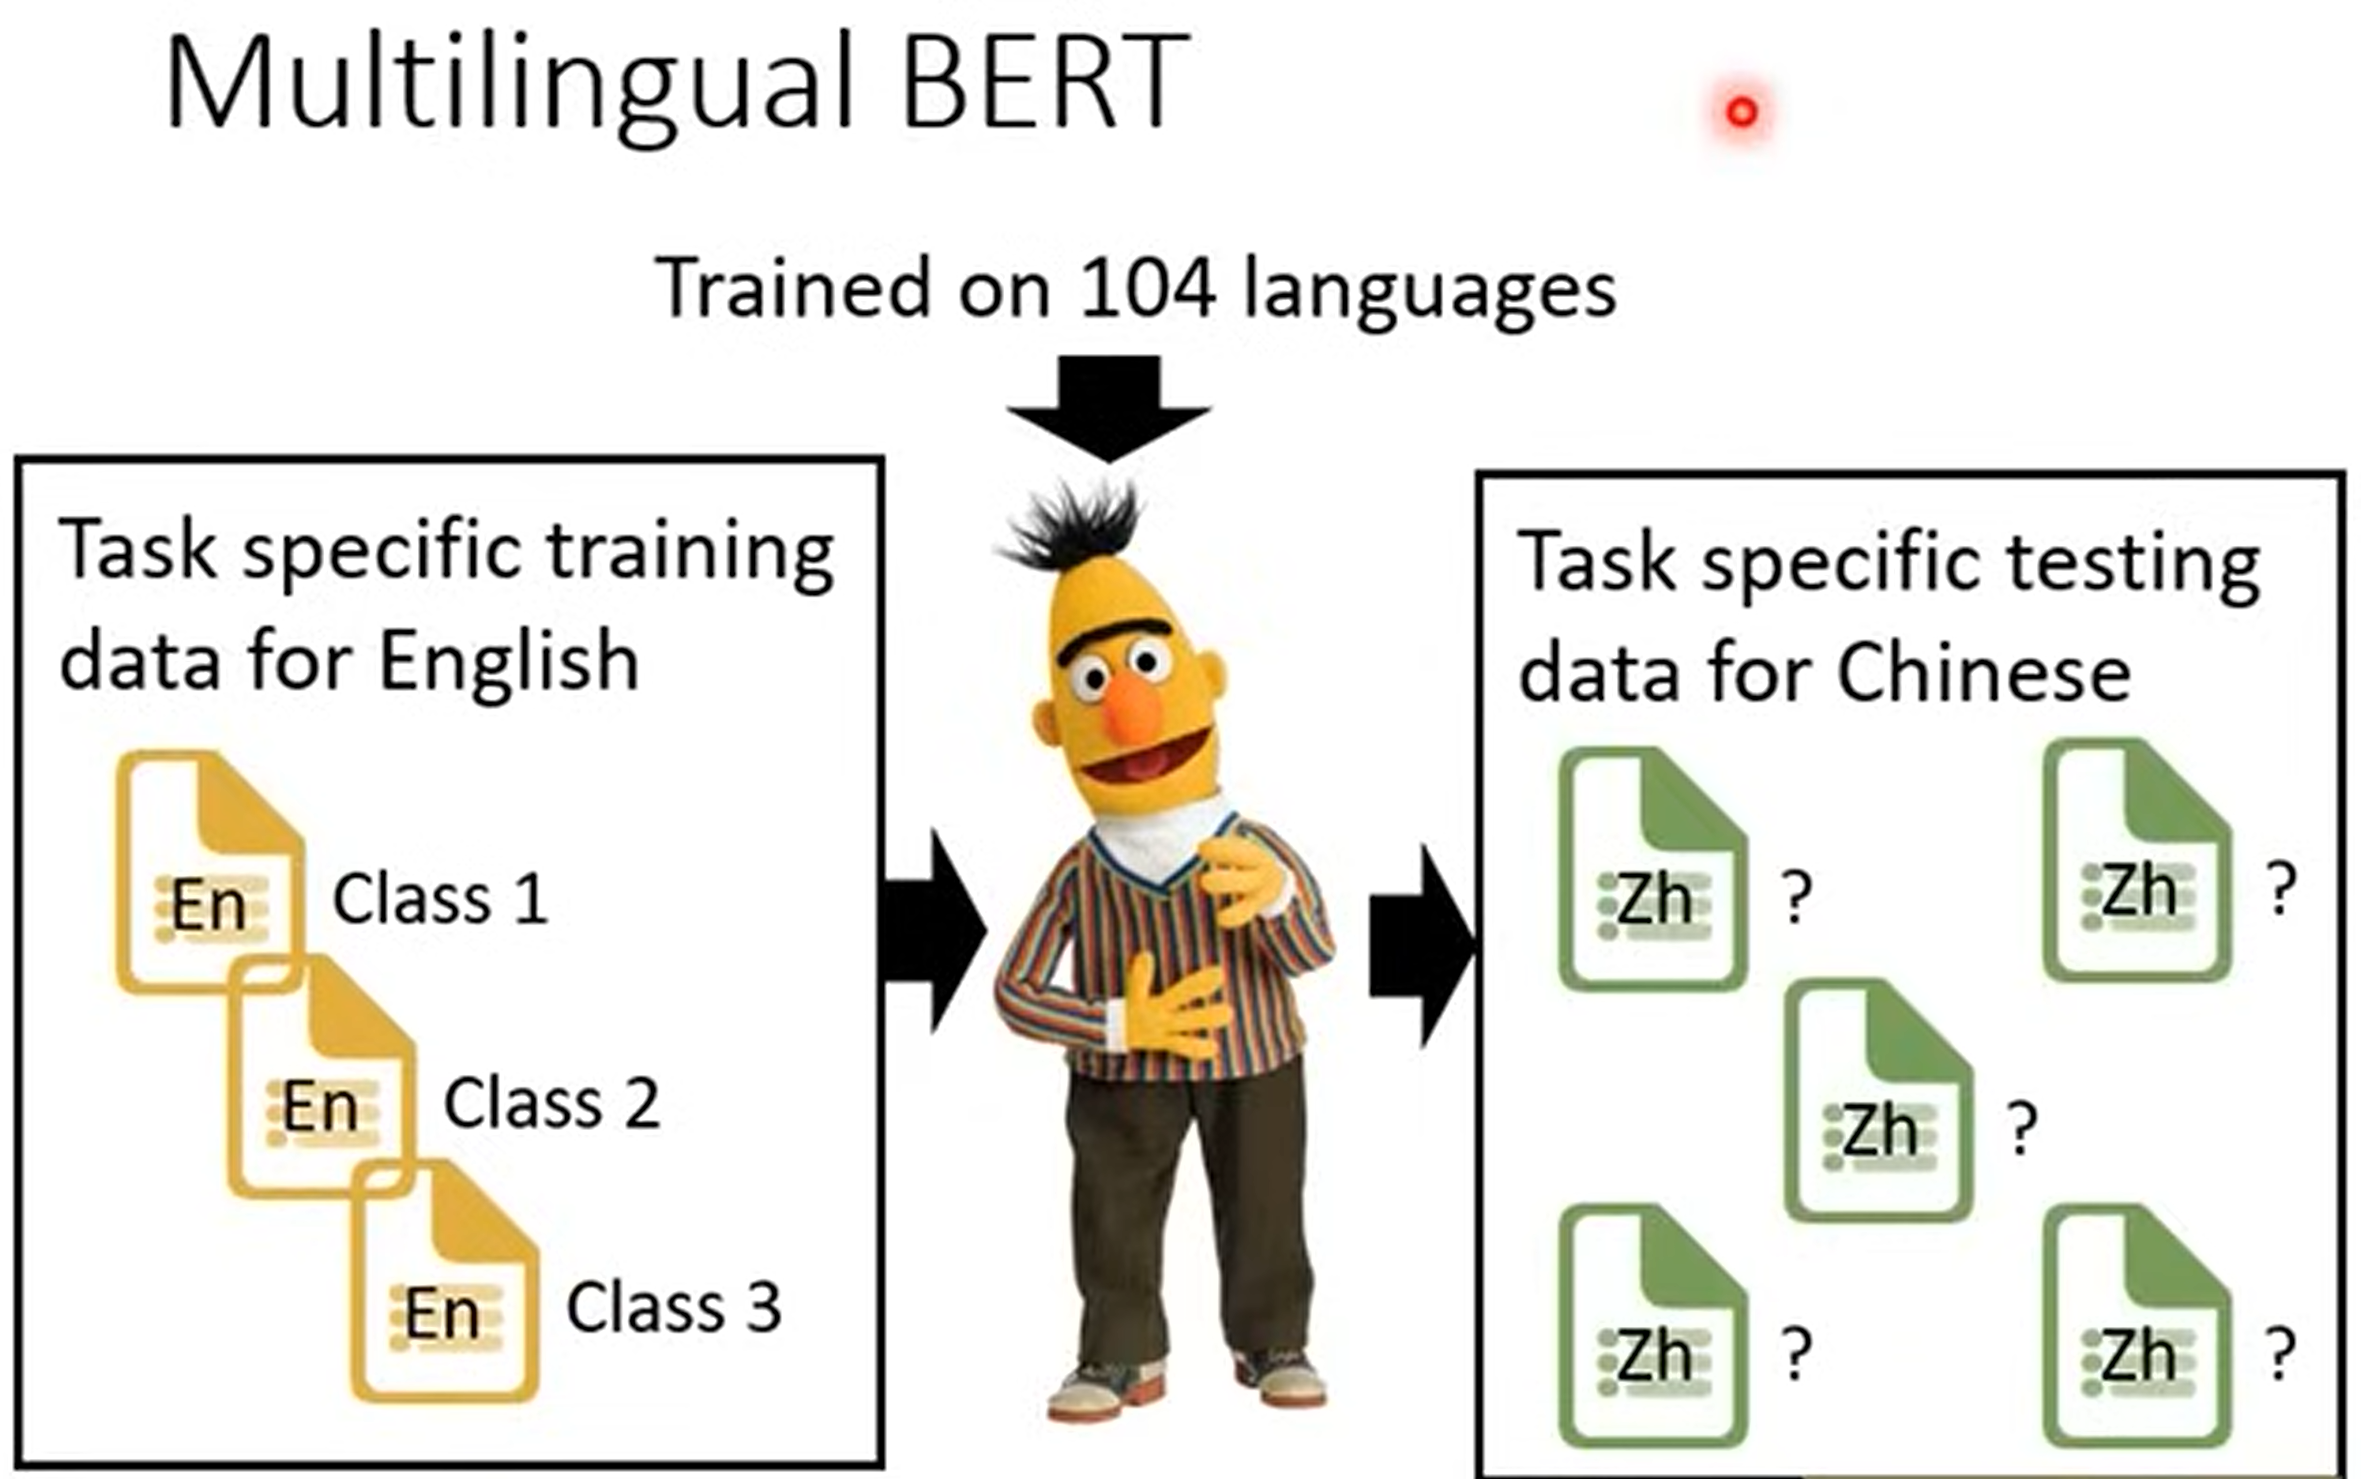 Multilingual BERT
Trained on 104 languages
Task specific training
data for English
En Class 1
En Class 2
En Class 3
Task specific testing
data for Chinese
Zh ? Zh ?
Zh ?
Zh ? Zh ?